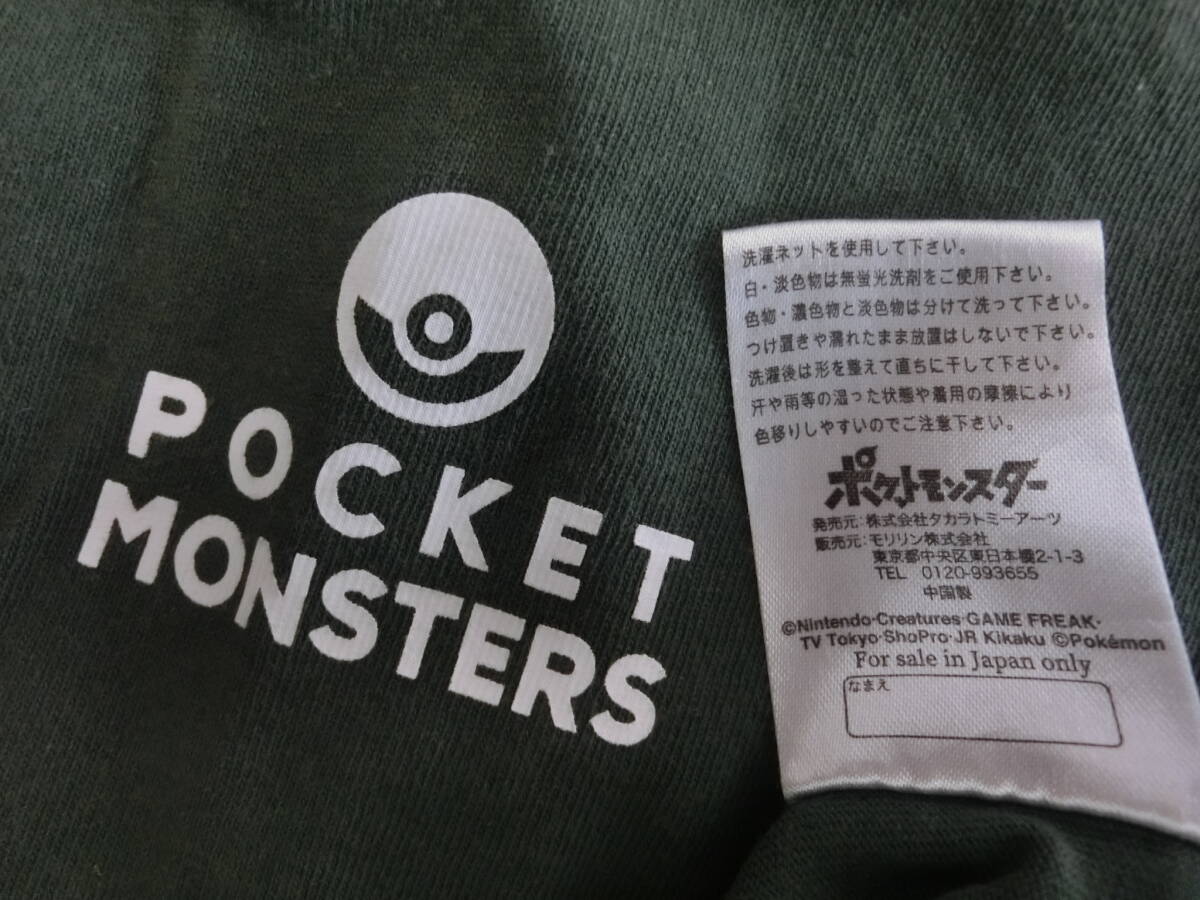 POCKET
MONSTERS
洗濯ネットを使用して下さい。
白・淡色物は無蛍光洗剤をご使用下さい。
色物・濃色物と淡色物は分けて洗って下さい。
つけ置きや濡れたまま放置はしないで下さい。
洗濯後は形を整えて直ちに干して下さい。
汗や雨等の湿った状態や着用の摩擦により
色移りしやすいのでご注意下さい。
ポケットモンスター
発売元:株式会社タカラトミーアーツ
販売元:モリリン株式会社
東京都中央区東日本橋2-1-3
TEL 0120-993655
中国製
©Nintendo·Creatures·GAME FREAK·
TV Tokyo·ShoPro·JR Kikaku ©Pokémon
For sale in Japan only
なまえ